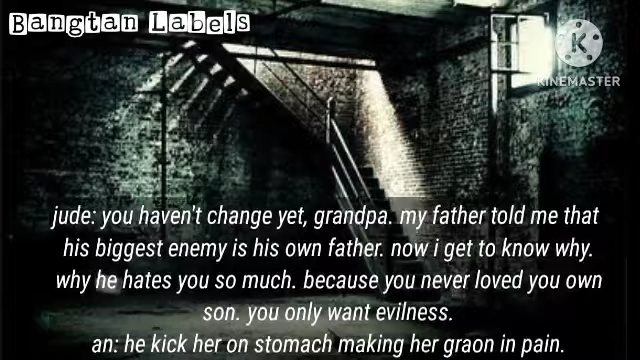 Bangtan Labels
KINEMASTER
jude: you haven't change yet, grandpa. my father told me that
his biggest enemy is his own father. now i get to know why.
why he hates you so much. because you never loved you own
son. you only want evilness.
an: he kick her on stomach making her graon in pain.